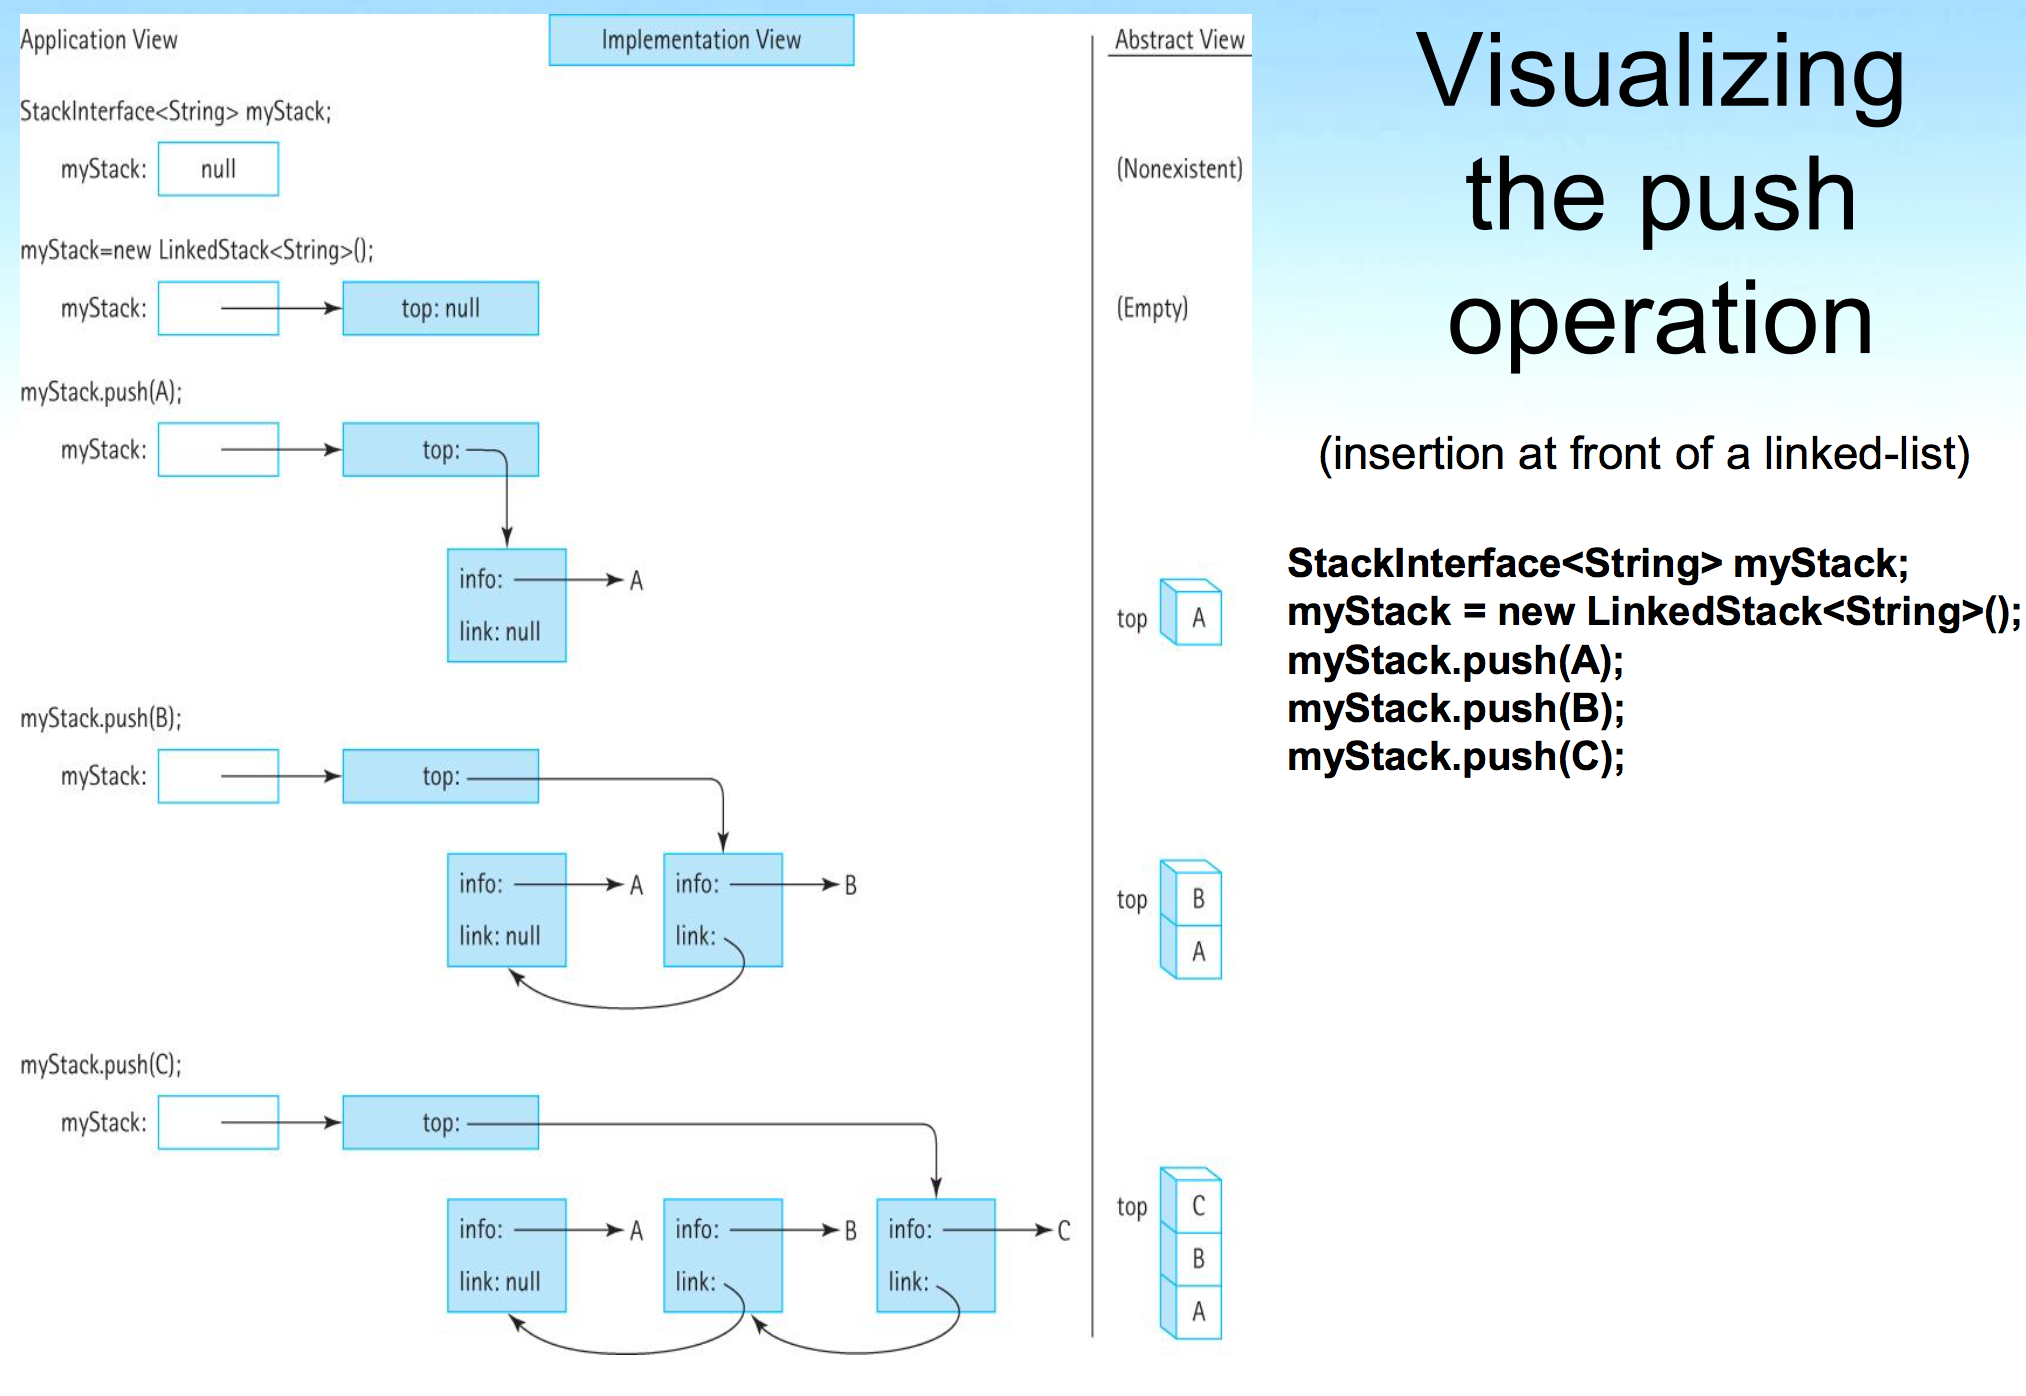 Application View
Implementation View
Abstract View
StackInterface<String> myStack;
myStack: null
(Nonexistent)
myStack=new LinkedStack<String>();
myStack: top: null
(Empty)
myStack.push(A);
myStack: top:
info: A
link: null
top A
myStack.push(B);
myStack: top:
info: A info: B
link: null link:
top B
A
myStack.push(C);
myStack: top:
info: A info: B info: C
link: null link: link:
top C
B
A
Visualizing
the push
operation
(insertion at front of a linked-list)
StackInterface<String> myStack;
myStack = new LinkedStack<String>();
myStack.push(A);
myStack.push(B);
myStack.push(C);